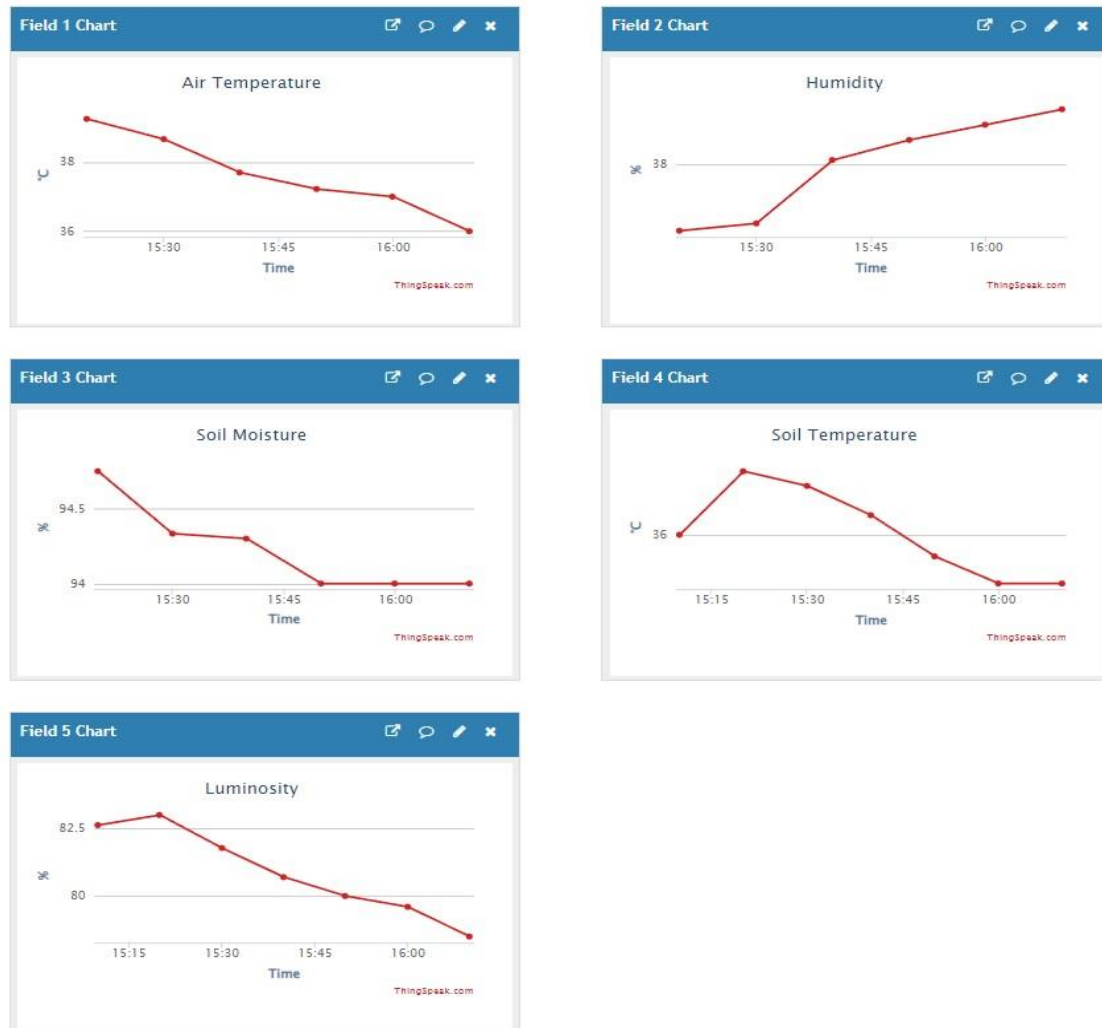 Field 1 Chart
Air Temperature
°C
38
36
15:30 15:45 16:00
Time
ThingSpeak.com
Field 2 Chart
Humidity
%
38
15:30 15:45 16:00
Time
ThingSpeak.com
Field 3 Chart
Soil Moisture
%
94.5
94
15:30 15:45 16:00
Time
ThingSpeak.com
Field 4 Chart
Soil Temperature
°C
36
15:15 15:30 15:45 16:00
Time
ThingSpeak.com
Field 5 Chart
Luminosity
%
82.5
80
15:15 15:30 15:45 16:00
Time
ThingSpeak.com